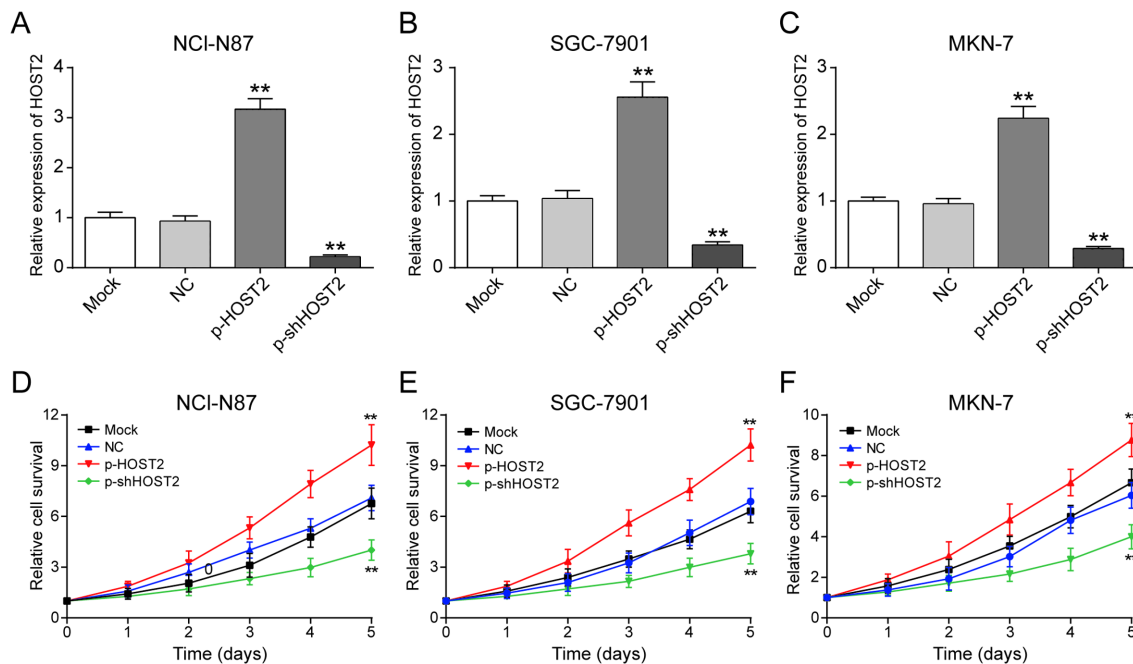 A
NCI-N87
Relative expression of HOST2
4
3
2
1
0
**
**
Mock
NC
p-HOST2
p-shHOST2
B
SGC-7901
Relative expression of HOST2
3
2
1
0
**
**
Mock
NC
p-HOST2
p-shHOST2
C
MKN-7
Relative expression of HOST2
3
2
1
0
**
**
Mock
NC
p-HOST2
p-shHOST2
D
NCI-N87
Relative cell survival
12
9
6
3
0
Mock
NC
p-HOST2
p-shHOST2
**
**
0
0 1 2 3 4 5
Time (days)
E
SGC-7901
Relative cell survival
12
9
6
3
0
Mock
NC
p-HOST2
p-shHOST2
**
**
0 1 2 3 4 5
Time (days)
F
MKN-7
Relative cell survival
10
8
6
4
2
0
Mock
NC
p-HOST2
p-shHOST2
**
**
0 1 2 3 4 5
Time (days)